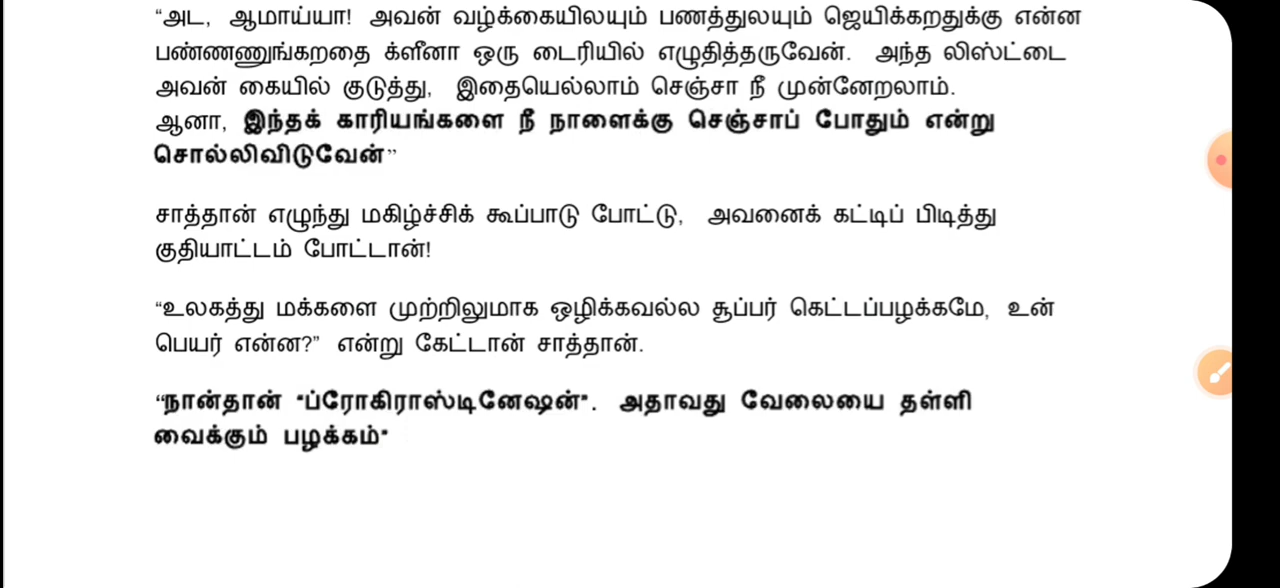 “அட, ஆமாய்யா! அவன் வழ்க்கையிலயும் பணத்துலயும் ஜெயிக்கறதுக்கு என்ன
பண்ணணுங்கறதை க்ளீனா ஒரு டைரியில் எழுதித்தருவேன். அந்த லிஸ்ட்டை
அவன் கையில் குடுத்து, இதையெல்லாம் செஞ்சா நீ முன்னேறலாம்.
ஆனா, இந்தக் காரியங்களை நீ நாளைக்கு செஞ்சாப் போதும் என்று
சொல்லிவிடுவேன்”
சாத்தான் எழுந்து மகிழ்ச்சிக் கூப்பாடு போட்டு, அவனைக் கட்டிப் பிடித்து
குதியாட்டம் போட்டான்!
“உலகத்து மக்களை முற்றிலுமாக ஒழிக்கவல்ல சூப்பர் கெட்டப்பழக்கமே, உன்
பெயர் என்ன?” என்று கேட்டான் சாத்தான்.
“நான்தான் "ப்ரோகிராஸ்டினேஷன்". அதாவது வேலையை தள்ளி
வைக்கும் பழக்கம்"